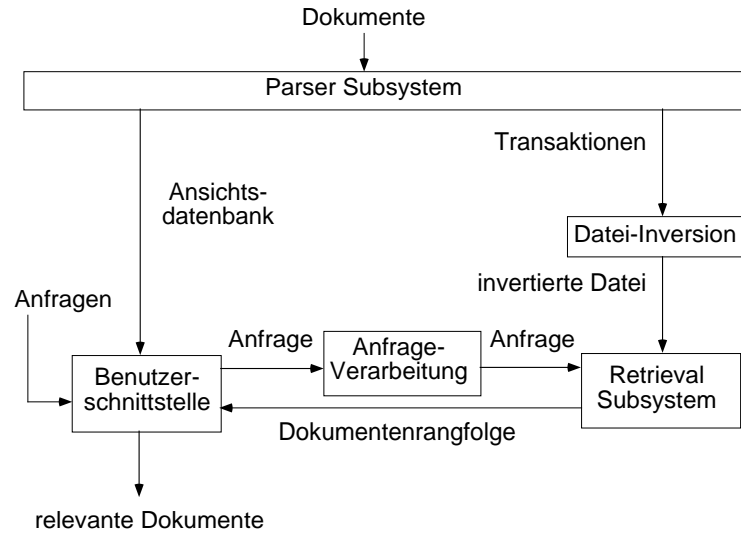 Dokumente
Parser Subsystem
Transaktionen
Ansichts-
datenbank
Datei-Inversion
invertierte Datei
Anfragen
Anfrage
Anfrage-
Verarbeitung
Anfrage
Benutzer-
schnittstelle
Retrieval
Subsystem
Dokumentenrangfolge
relevante Dokumente